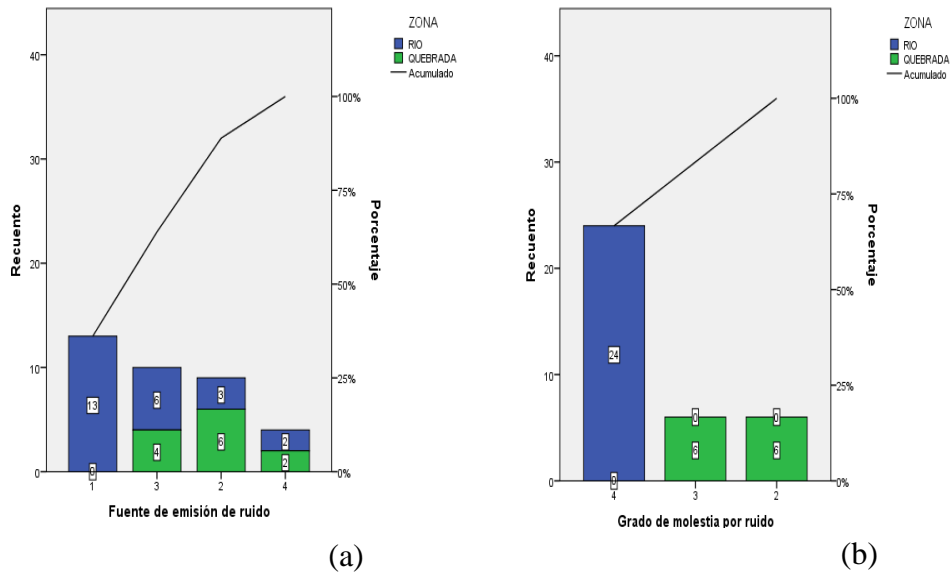 ZONA
RIO
QUEBRADA
Acumulado
40
30
20
10
0
Recuento
100%
75%
50%
25%
0%
Porcentaje
13
0
6
4
3
6
2
2
1 3 2 4
Fuente de emisión de ruido
(a)
ZONA
RIO
QUEBRADA
Acumulado
40
30
20
10
0
Recuento
100%
75%
50%
25%
0%
Porcentaje
24
0
0
6
0
6
4 3 2
Grado de molestia por ruido
(b)